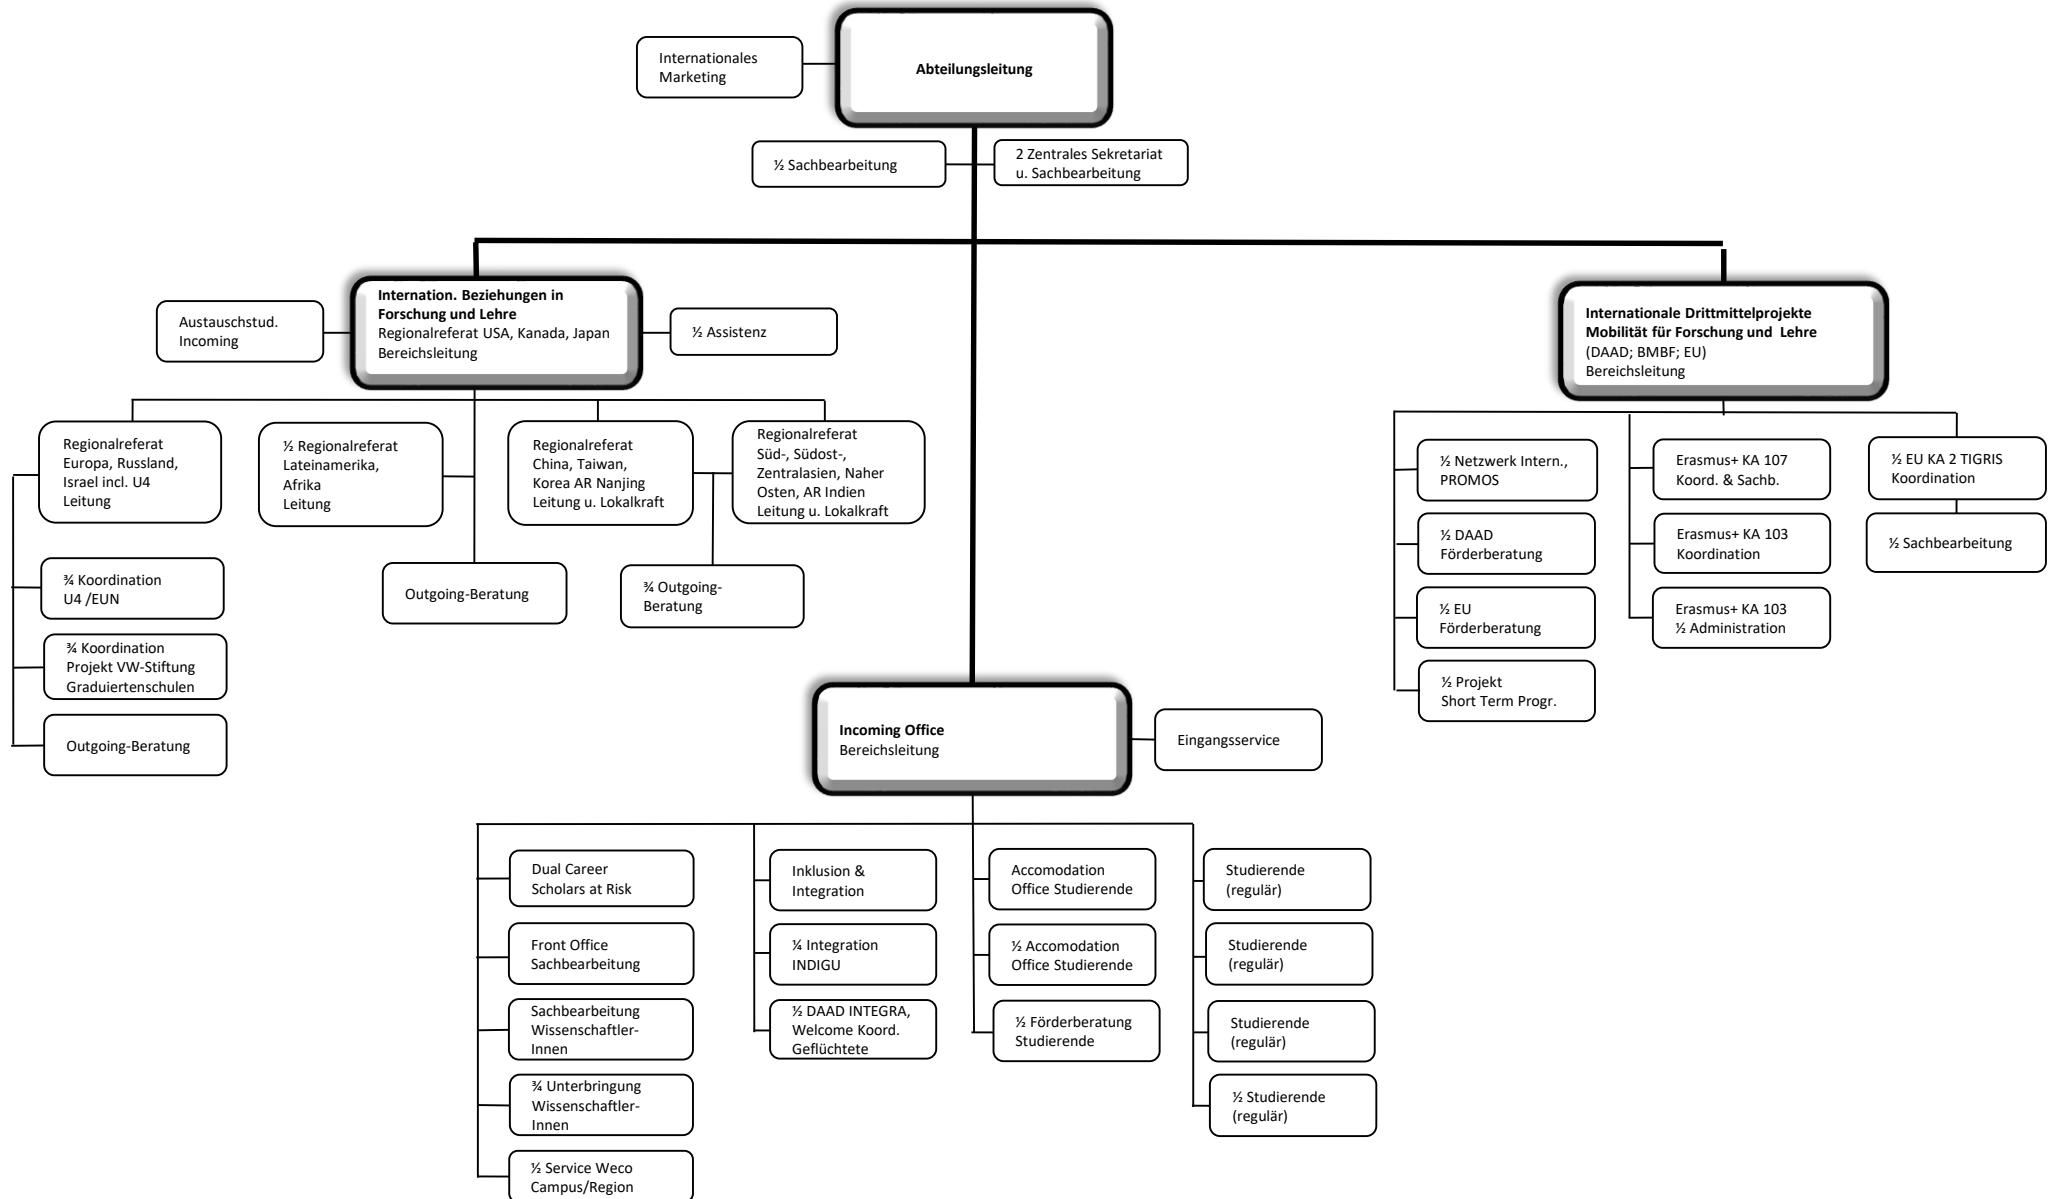 Internationales
Marketing
Abteilungsleitung
½ Sachbearbeitung
2 Zentrales Sekretariat
u. Sachbearbeitung
Austauschstud.
Incoming
Internation. Beziehungen in
Forschung und Lehre
Regionalreferat USA, Kanada, Japan
Bereichsleitung
½ Assistenz
Internationale Drittmittelprojekte
Mobilität für Forschung und Lehre
(DAAD; BMBF; EU)
Bereichsleitung
Regionalreferat
Europa, Russland,
Israel incl. U4
Leitung
½ Regionalreferat
Lateinamerika,
Afrika
Leitung
Regionalreferat
China, Taiwan,
Korea AR Nanjing
Leitung u. Lokalkraft
Regionalreferat
Süd-, Südost-,
Zentralasien, Naher
Osten, AR Indien
Leitung u. Lokalkraft
¾ Koordination
U4 /EUN
¾ Koordination
Projekt VW-Stiftung
Graduiertenschulen
Outgoing-Beratung
Outgoing-Beratung
¾ Outgoing-
Beratung
½ Netzwerk Intern.,
PROMOS
½ DAAD
Förderberatung
½ EU
Förderberatung
½ Projekt
Short Term Progr.
Erasmus+ KA 107
Koord. & Sachb.
Erasmus+ KA 103
Koordination
Erasmus+ KA 103
½ Administration
½ EU KA 2 TIGRIS
Koordination
½ Sachbearbeitung
Incoming Office
Bereichsleitung
Eingangsservice
Dual Career
Scholars at Risk
Front Office
Sachbearbeitung
Sachbearbeitung
Wissenschaftler-
Innen
¾ Unterbringung
Wissenschaftler-
Innen
½ Service Weco
Campus/Region
Inklusion &
Integration
¼ Integration
INDIGU
½ DAAD INTEGRA,
Welcome Koord.
Geflüchtete
Accomodation
Office Studierende
½ Accomodation
Office Studierende
½ Förderberatung
Studierende
Studierende
(regulär)
Studierende
(regulär)
Studierende
(regulär)
½ Studierende
(regulär)